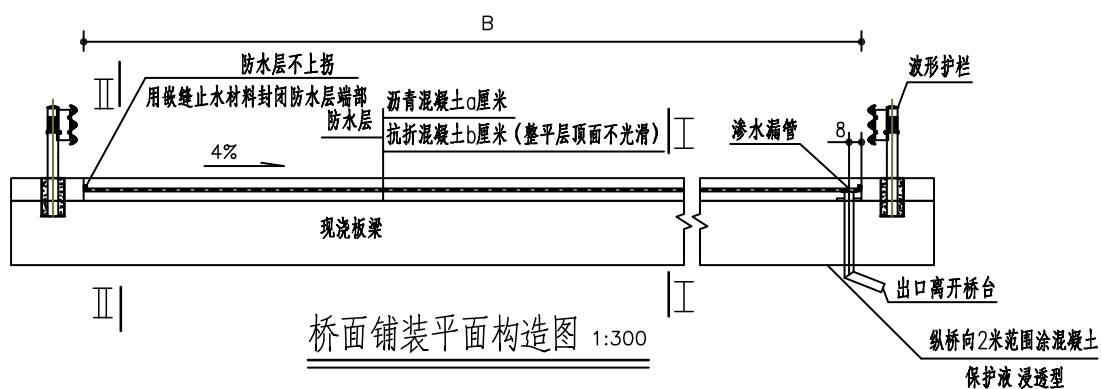 B
防水层不上拐
波形护栏
Ⅱ
用嵌缝止水材料封闭防水层端部
沥青混凝土a厘米
防水层
抗折混凝土b厘米（整平层顶面不光滑）
Ⅰ
渗水漏管
8
4%
现浇板梁
出口离开桥台
Ⅱ
Ⅰ
桥面铺装平面构造图 1:300
纵桥向2米范围涂混凝土
保护液 浸透型